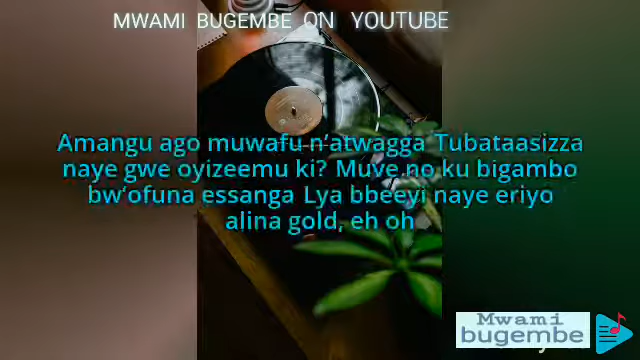 MWAMI BUGEMBE ON YOUTUBE
Amangu ago muwafu n’atwagga Tubataasizza
naye gwe oyizeemu ki? Muve no ku bigambo
bw‘ofuna essanga Lya bbeeyi naye eriyo
alina gold, eh oh
Mwami
bugembe